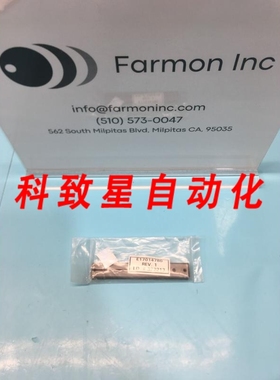 Farmon Inc
info@farmoninc.com
(510) 573-0047
562 South Milpitas Blvd, Milpitas CA, 95035
科致星自动化
REV.